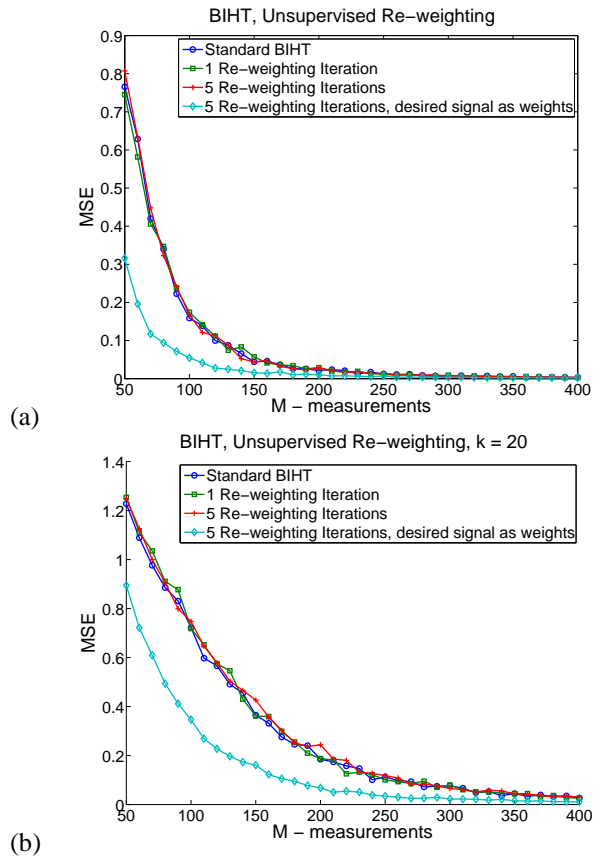 BIHT, Unsupervised Re-weighting
0.9
0.8
0.7
0.6
0.5
0.4
0.3
0.2
0.1
0
MSE
Standard BIHT
1 Re-weighting Iteration
5 Re-weighting Iterations
5 Re-weighting Iterations, desired signal as weights
50 100 150 200 250 300 350 400
M - measurements
(a)
BIHT, Unsupervised Re-weighting, k = 20
1.4
1.2
1
0.8
0.6
0.4
0.2
0
MSE
Standard BIHT
1 Re-weighting Iteration
5 Re-weighting Iterations
5 Re-weighting Iterations, desired signal as weights
50 100 150 200 250 300 350 400
M - measurements
(b)